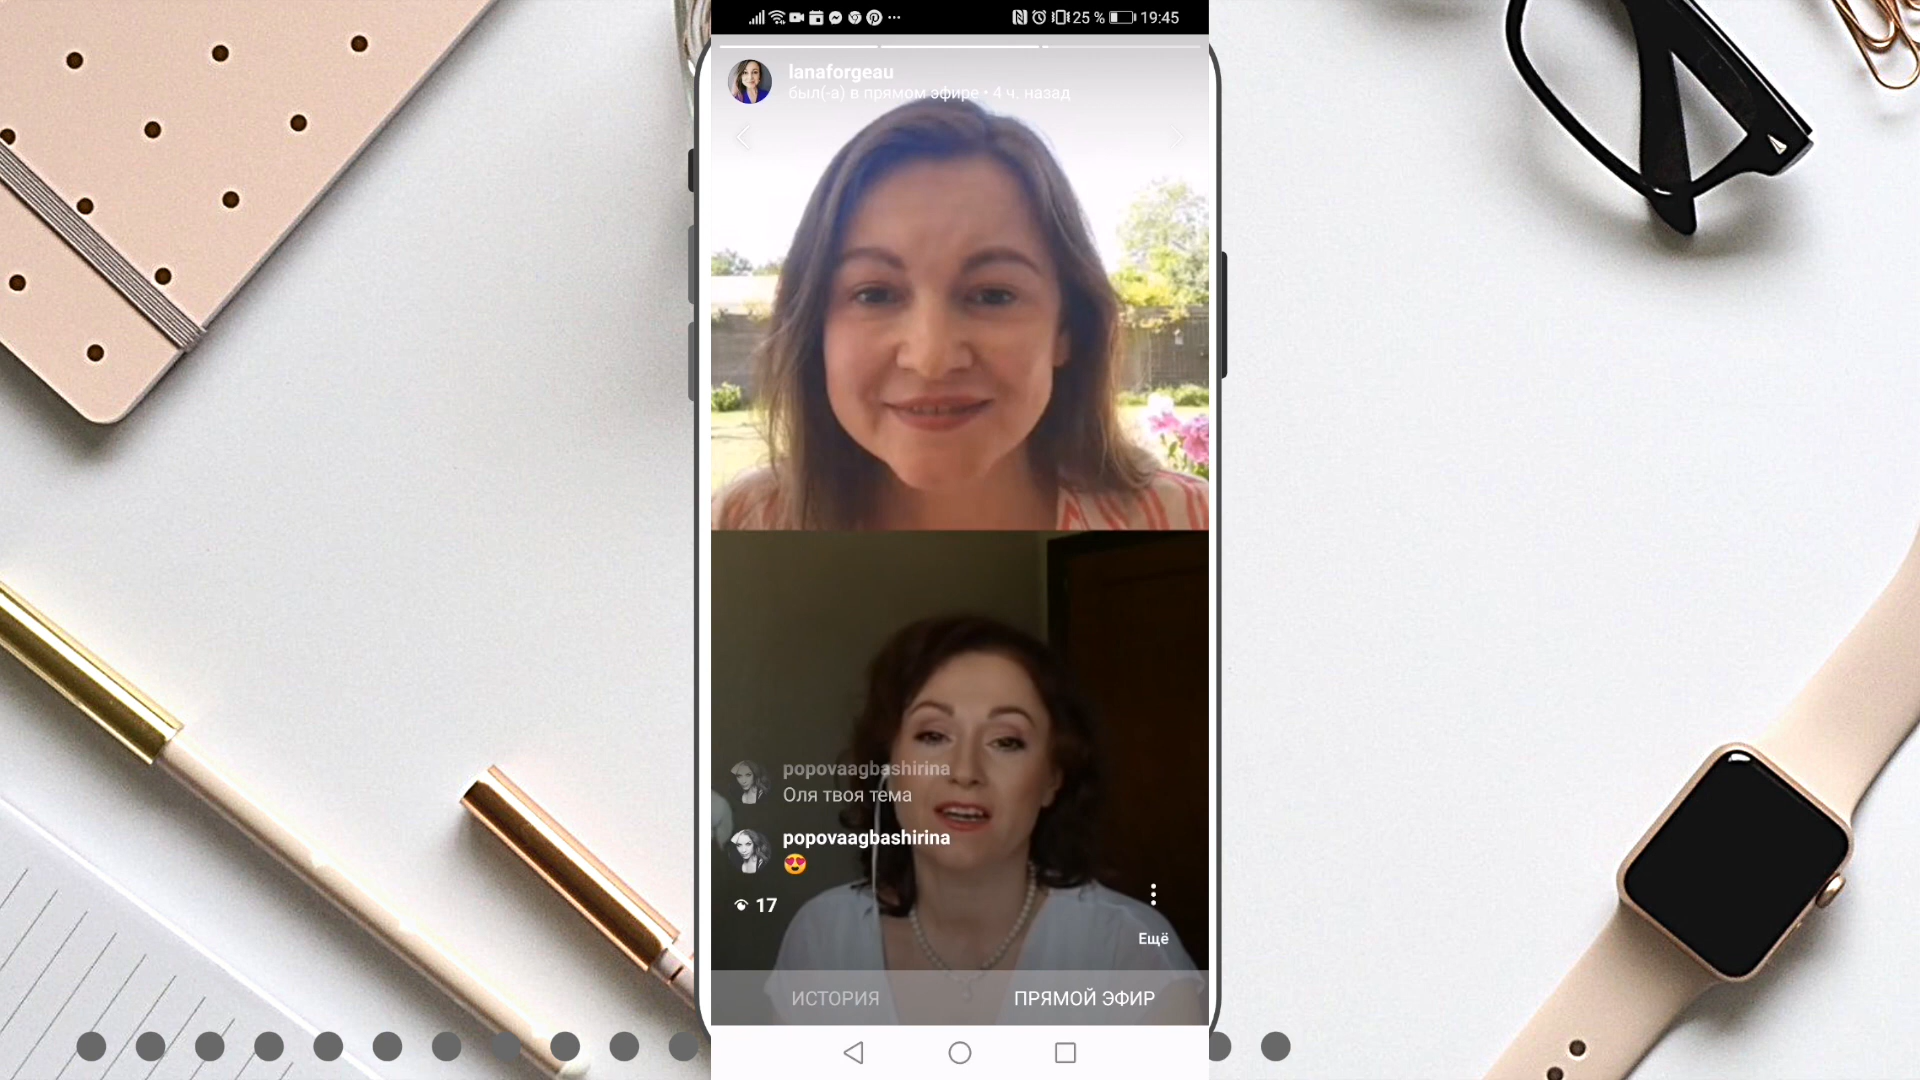 25 % 19:45
lanaforgeau
был(-а) в прямом эфире • 4 ч. назад
popovaagbashirina
Оля твоя тема
popovaagbashirina
17
Ещё
ИСТОРИЯ ПРЯМОЙ ЭФИР